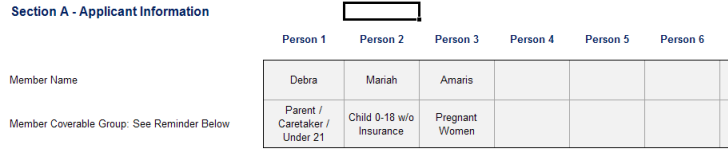 Section A - Applicant Information
Person 1 Person 2 Person 3 Person 4 Person 5 Person 6
Member Name Debra Mariah Amaris
Member Coverable Group: See Reminder Below
Parent /
Caretaker /
Under 21
Child 0-18 w/o
Insurance
Pregnant
Women